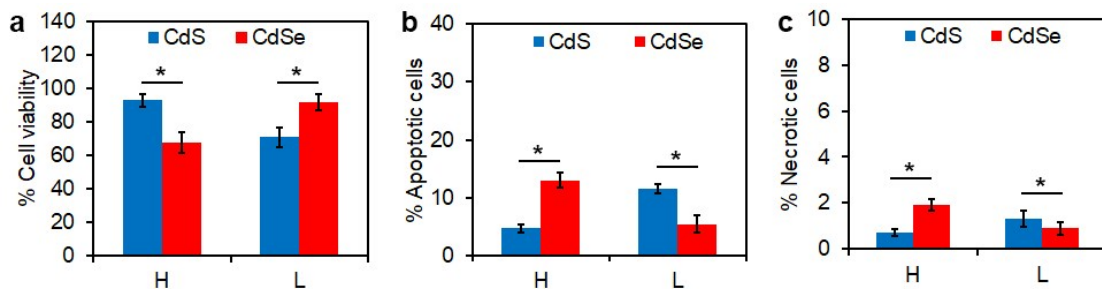 a
% Cell viability
140
120
100
80
60
40
20
0
CdS CdSe
* *
H L
b
% Apoptotic cells
40
30
20
10
0
CdS CdSe
* *
H L
c
% Necrotic cells
10
8
6
4
2
0
CdS CdSe
* *
H L